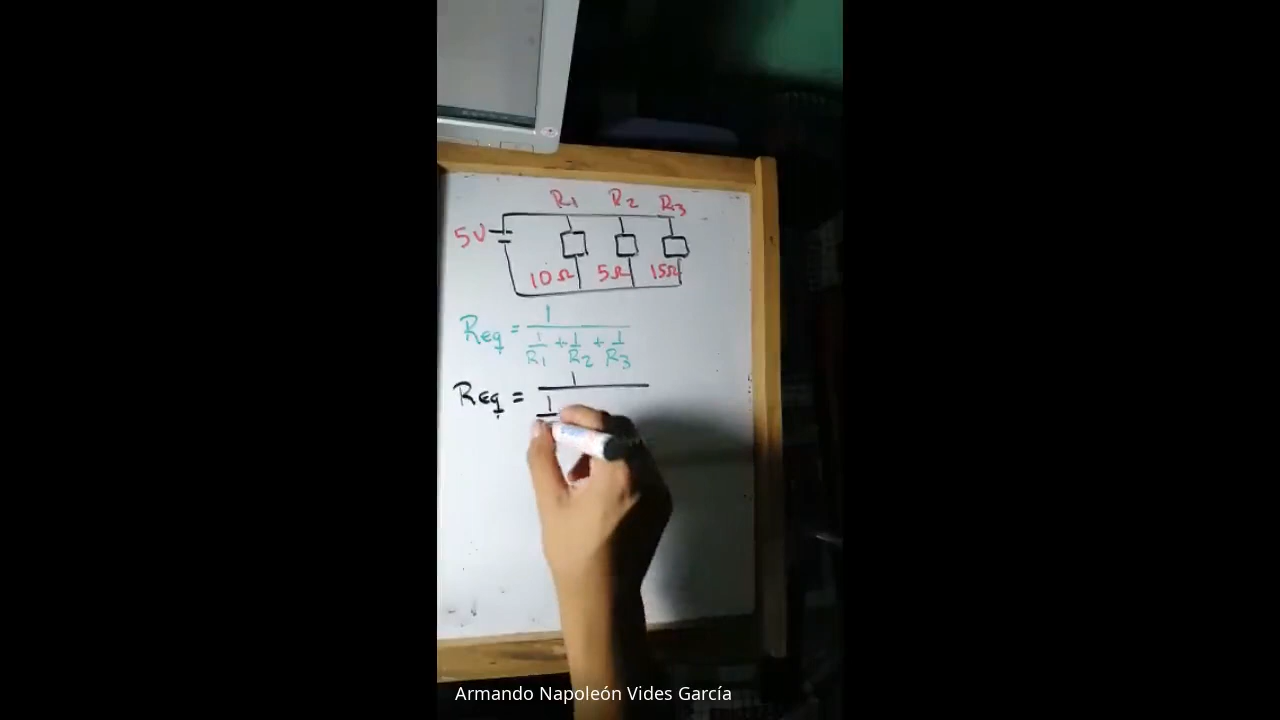 R1 R2 R3
5V
10Ω 5Ω 15Ω
Req = 1
1 + 1 + 1
R1 R2 R3
Req = 1
1
Armando Napoleón Vides García